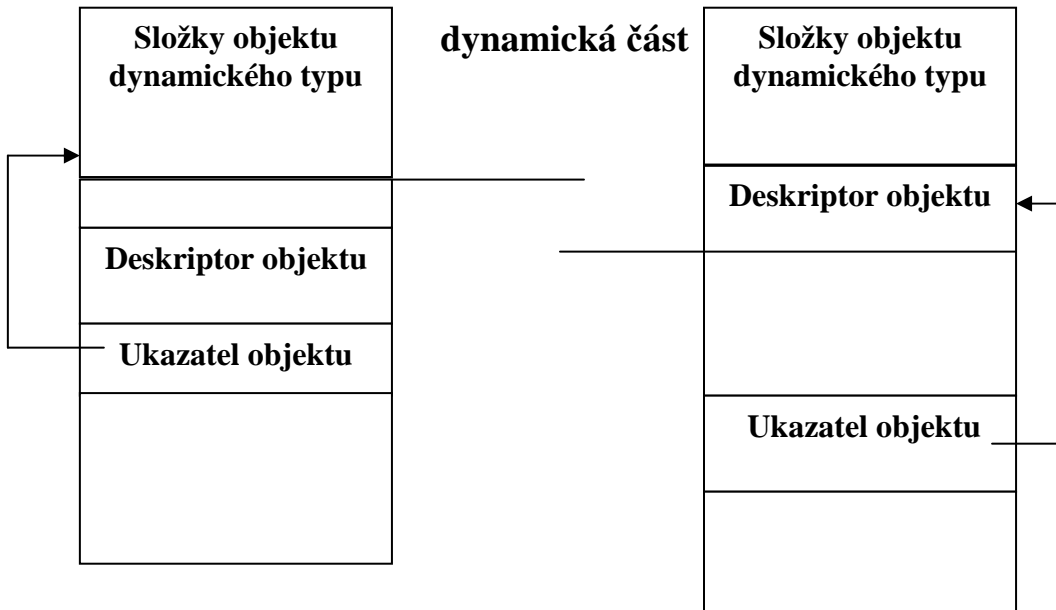 Složky objektu
dynamického typu
Deskriptor objektu
Ukazatel objektu
dynamická část
Složky objektu
dynamického typu
Deskriptor objektu
Ukazatel objektu